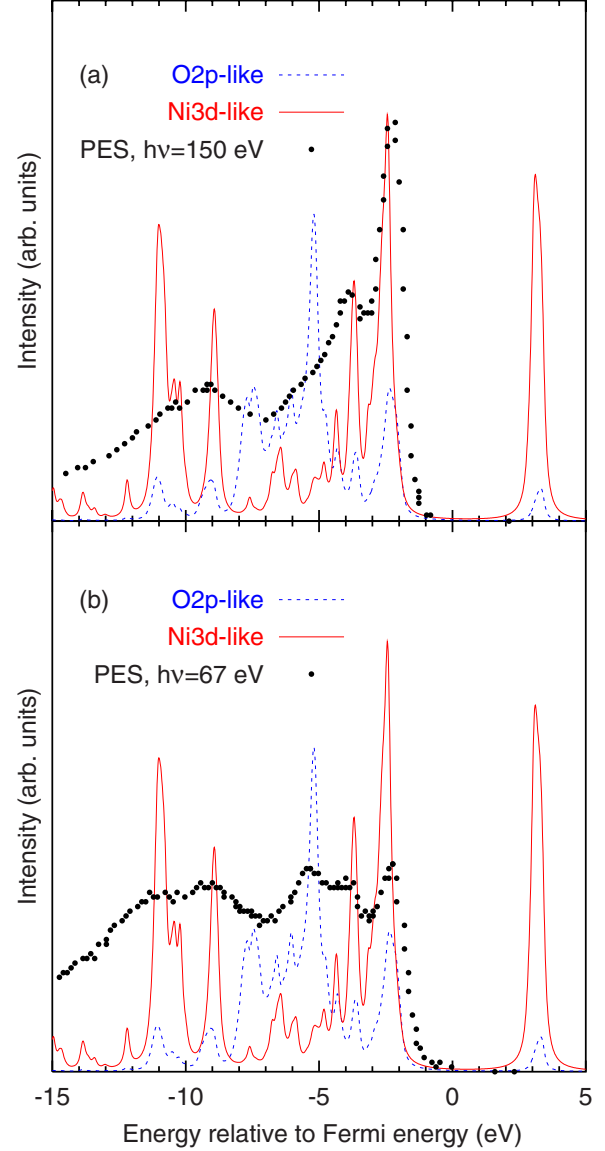 (a)
O2p-like
Ni3d-like
PES, hν=150 eV
Intensity (arb. units)
(b)
O2p-like
Ni3d-like
PES, hν=67 eV
Intensity (arb. units)
-15 -10 -5 0 5
Energy relative to Fermi energy (eV)